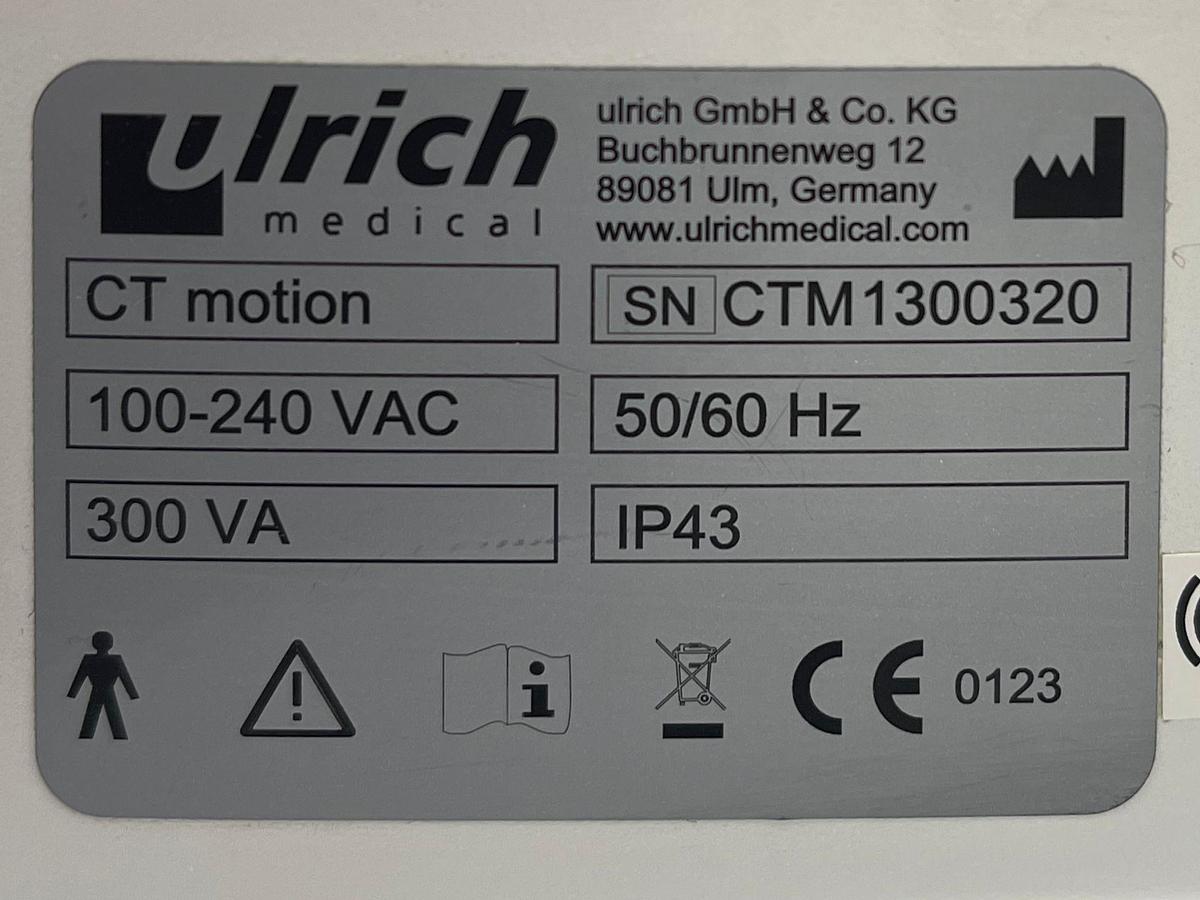 ulrich
medical
ulrich GmbH & Co. KG
Buchbrunnenweg 12
89081 Ulm, Germany
www.ulrichmedical.com
CT motion
SN CTM1300320
100-240 VAC
50/60 Hz
300 VA
IP43
CE 0123